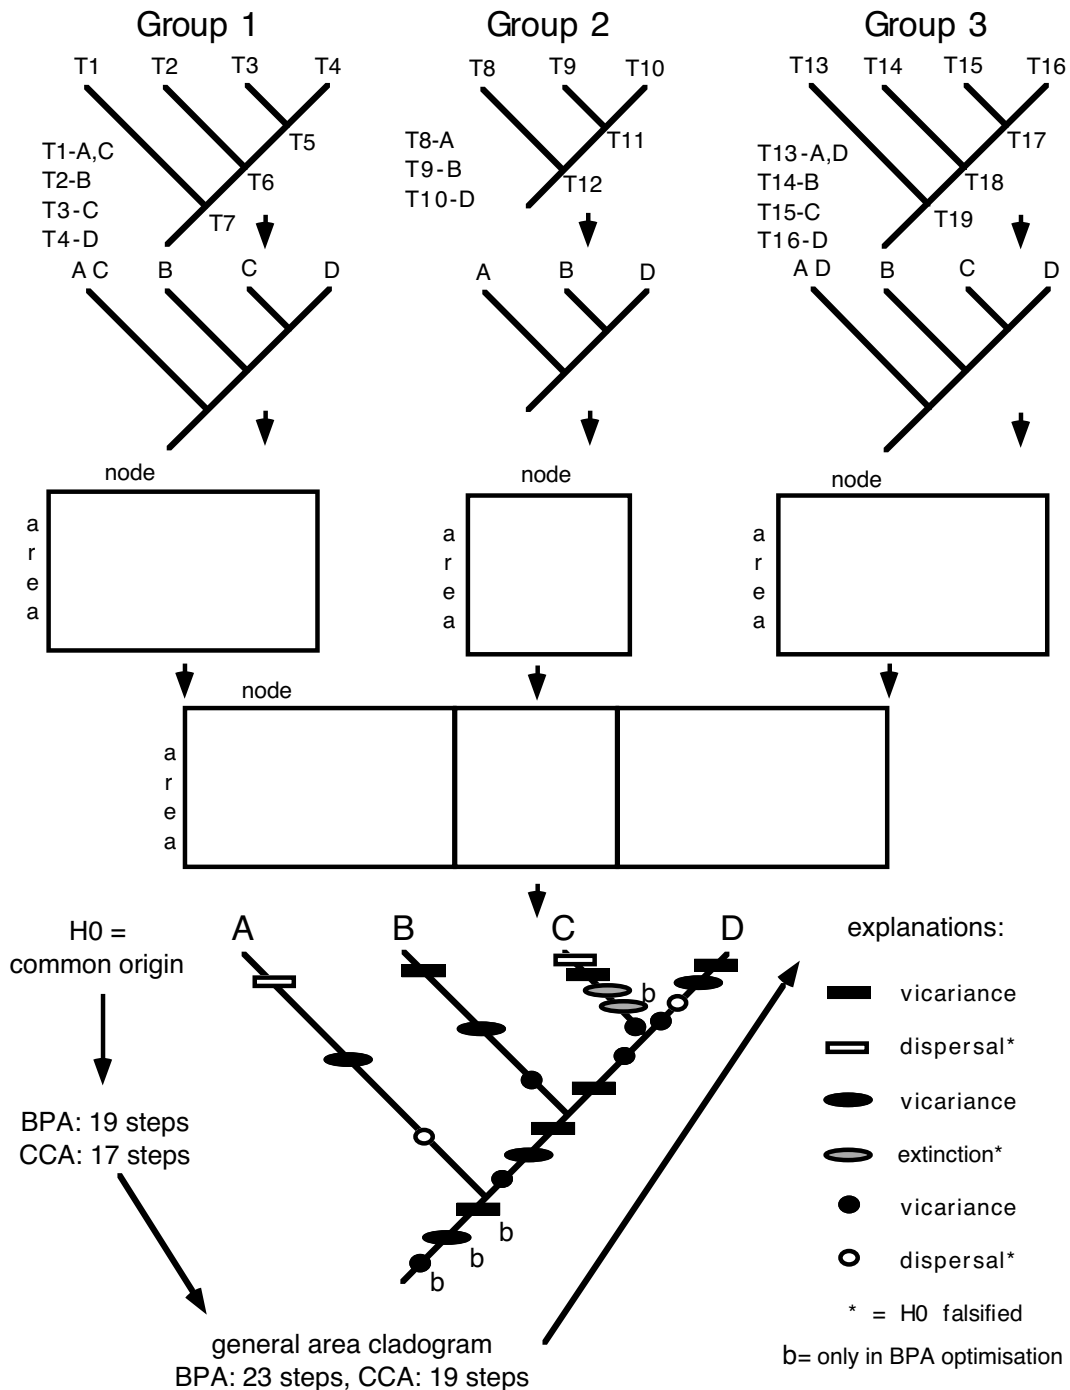 Group 1
Group 2
Group 3
T1 T2 T3 T4
T8 T9 T10
T13 T14 T15 T16
T5
T6
T7
T11
T12
T17
T18
T19
T1-A,C
T2-B
T3-C
T4-D
T8-A
T9-B
T10-D
T13-A,D
T14-B
T15-C
T16-D
A C B C D
A B D
A D B C D
node
node
node
area
area
area
node
area
H0 =
common origin
BPA: 19 steps
CCA: 17 steps
A B C D
b
b
b
b
general area cladogram
BPA: 23 steps, CCA: 19 steps
explanations:
vicariance
dispersal*
vicariance
extinction*
vicariance
dispersal*
* = H0 falsified
b= only in BPA optimisation